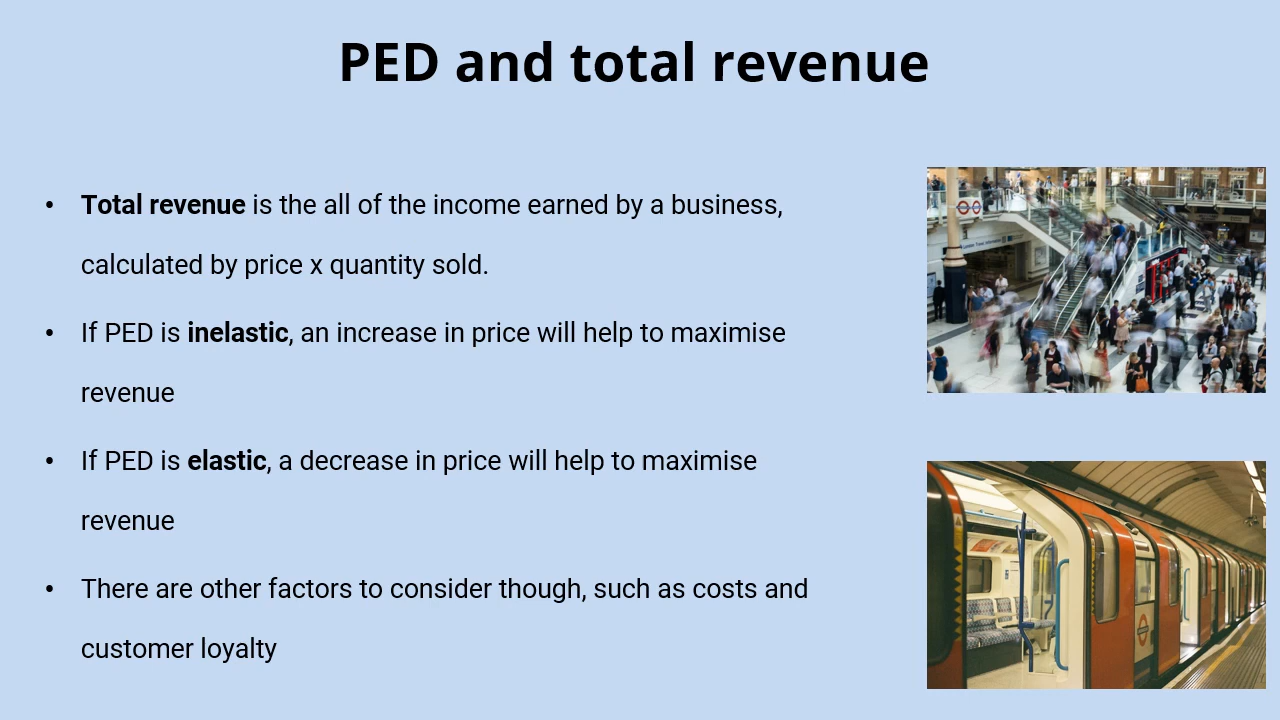 PED and total revenue
• Total revenue is the all of the income earned by a business,
calculated by price x quantity sold.
• If PED is inelastic, an increase in price will help to maximise
revenue
• If PED is elastic, a decrease in price will help to maximise
revenue
• There are other factors to consider though, such as costs and
customer loyalty